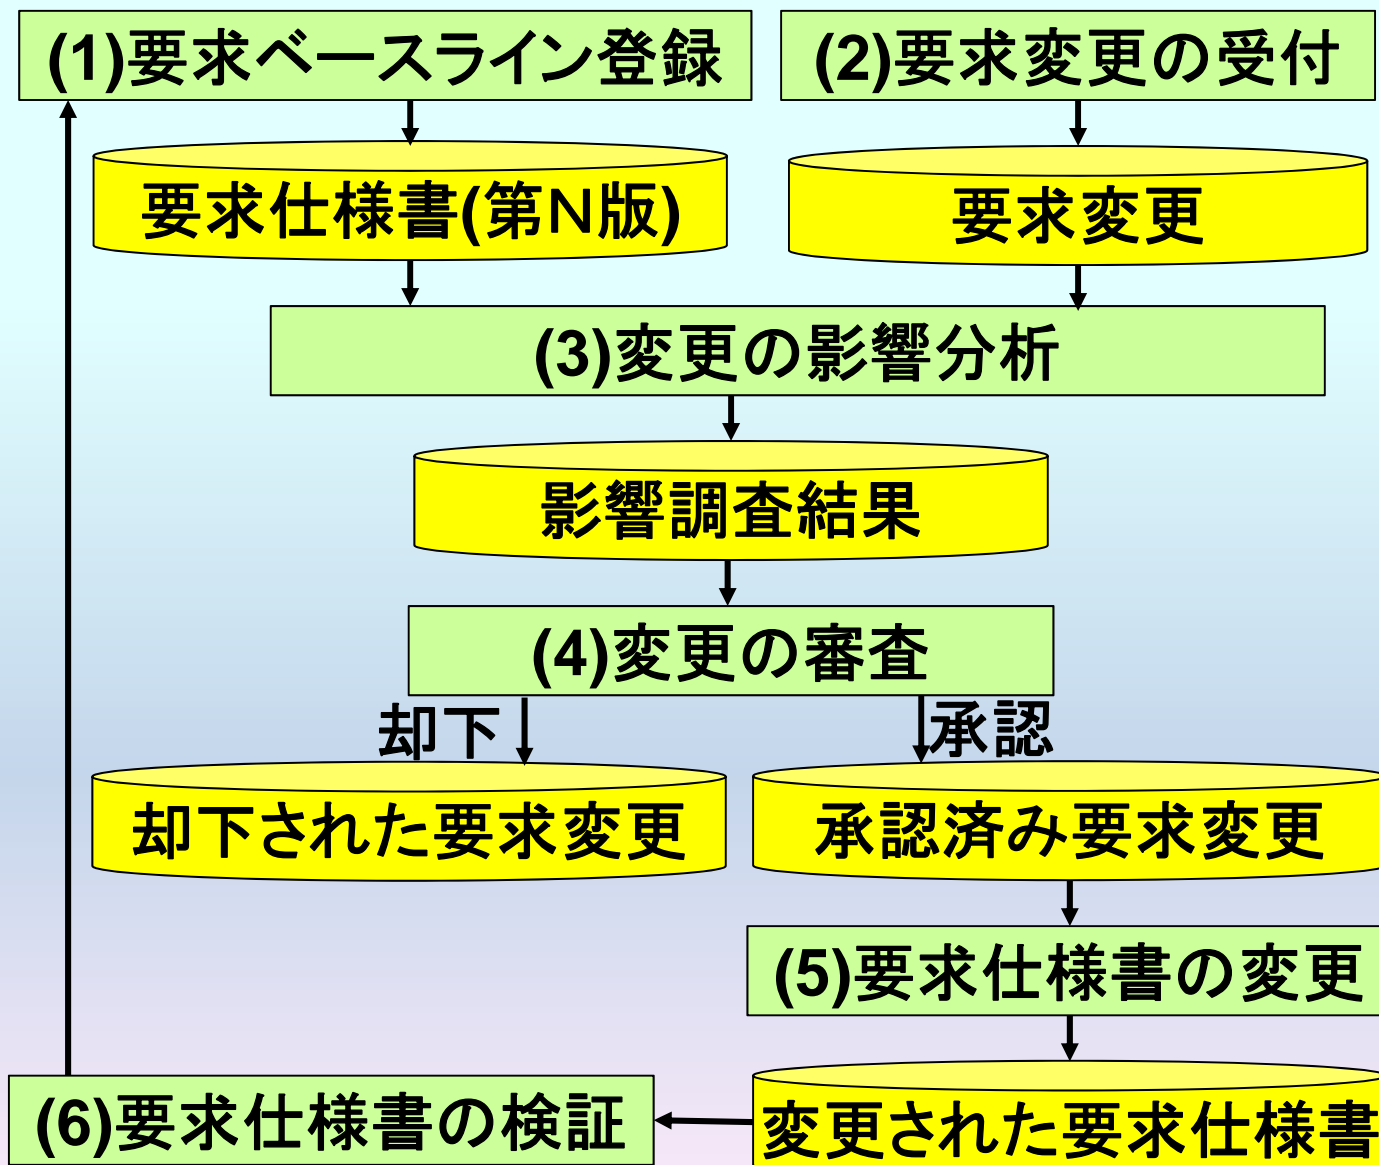 (1)要求ベースライン登録
(2)要求変更の受付
要求仕様書(第N版)
要求変更
(3)変更の影響分析
影響調査結果
(4)変更の審査
却下
承認
却下された要求変更
承認済み要求変更
(5)要求仕様書の変更
(6)要求仕様書の検証
変更された要求仕様書